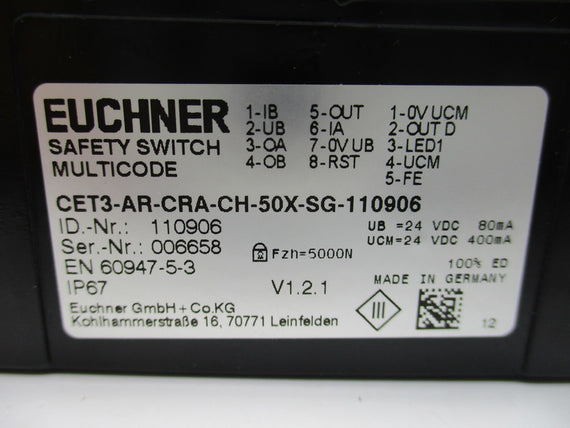 EUCHNER
SAFETY SWITCH
MULTICODE
1-IB 5-OUT 1-0V UCM
2-UB 6-IA 2-OUT D
3-OA 7-0V UB 3-LED1
4-OB 8-RST 4-UCM
5-FE
CET3-AR-CRA-CH-50X-SG-110906
ID.-Nr.: 110906
Ser.-Nr.: 006658
EN 60947-5-3
IP67
Fzh=5000N
V1.2.1
UB =24 VDC 80mA
UCM=24 VDC 400mA
100% ED
MADE IN GERMANY
Euchner GmbH + Co.KG
Kohlhammerstraße 16, 70771 Leinfelden
III
12